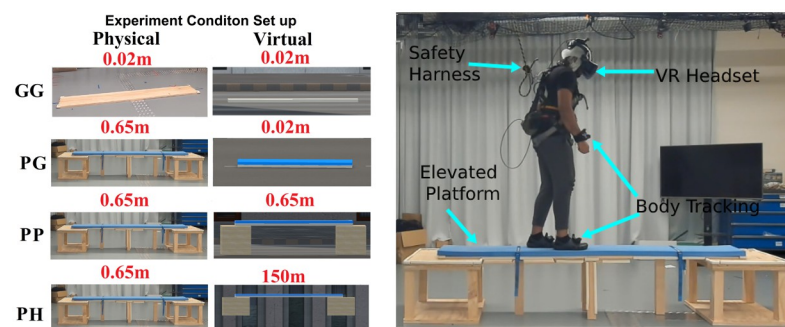 Experiment Conditon Set up
Physical Virtual
0.02m 0.02m
GG
0.65m 0.02m
PG
0.65m 0.65m
PP
0.65m 150m
PH
Safety
Harness
VR Headset
Elevated
Platform
Body Tracking